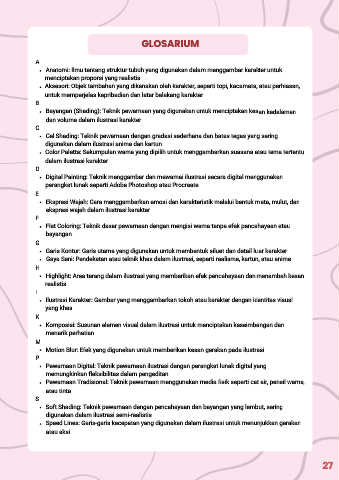 GLOSARIUM
A
• Anatomi: Ilmu tentang struktur tubuh yang digunakan dalam menggambar karakter untuk
menciptakan proporsi yang realistis
• Aksesori: Objek tambahan yang dikenakan oleh karakter, seperti topi, kacamata, atau perhiasan,
untuk memperjelas kepribadian dan latar belakang karakter
B
• Bayangan (Shading): Teknik pewarnaan yang digunakan untuk menciptakan kesan kedalaman
dan volume dalam ilustrasi karakter
C
• Cel Shading: Teknik pewarnaan dengan gradasi sederhana dan batas tegas yang sering
digunakan dalam ilustrasi anime dan kartun
• Color Palette: Sekumpulan warna yang dipilih untuk menggambarkan suasana atau tema tertentu
dalam ilustrasi karakter
D
• Digital Painting: Teknik menggambar dan mewarnai ilustrasi secara digital menggunakan
perangkat lunak seperti Adobe Photoshop atau Procreate
E
• Ekspresi Wajah: Cara menggambarkan emosi dan karakteristik melalui bentuk mata, mulut, dan
ekspresi wajah dalam ilustrasi karakter
F
• Flat Coloring: Teknik dasar pewarnaan dengan mengisi warna tanpa efek pencahayaan atau
bayangan
G
• Garis Kontur: Garis utama yang digunakan untuk membentuk siluet dan detail luar karakter
• Gaya Seni: Pendekatan atau teknik khas dalam ilustrasi, seperti realisme, kartun, atau anime
H
• Highlight: Area terang dalam ilustrasi yang memberikan efek pencahayaan dan menambah kesan
realistis
I
• Ilustrasi Karakter: Gambar yang menggambarkan tokoh atau karakter dengan identitas visual
yang khas
K
• Komposisi: Susunan elemen visual dalam ilustrasi untuk menciptakan keseimbangan dan
menarik perhatian
M
• Motion Blur: Efek yang digunakan untuk memberikan kesan gerakan pada ilustrasi
P
• Pewarnaan Digital: Teknik pewarnaan ilustrasi dengan perangkat lunak digital yang
memungkinkan fleksibilitas dalam pengeditan
• Pewarnaan Tradisional: Teknik pewarnaan menggunakan media fisik seperti cat air, pensil warna,
atau tinta
S
• Soft Shading: Teknik pewarnaan dengan pencahayaan dan bayangan yang lembut, sering
digunakan dalam ilustrasi semi-realistis
• Speed Lines: Garis-garis kecepatan yang digunakan dalam ilustrasi untuk menunjukkan gerakan
atau aksi
27